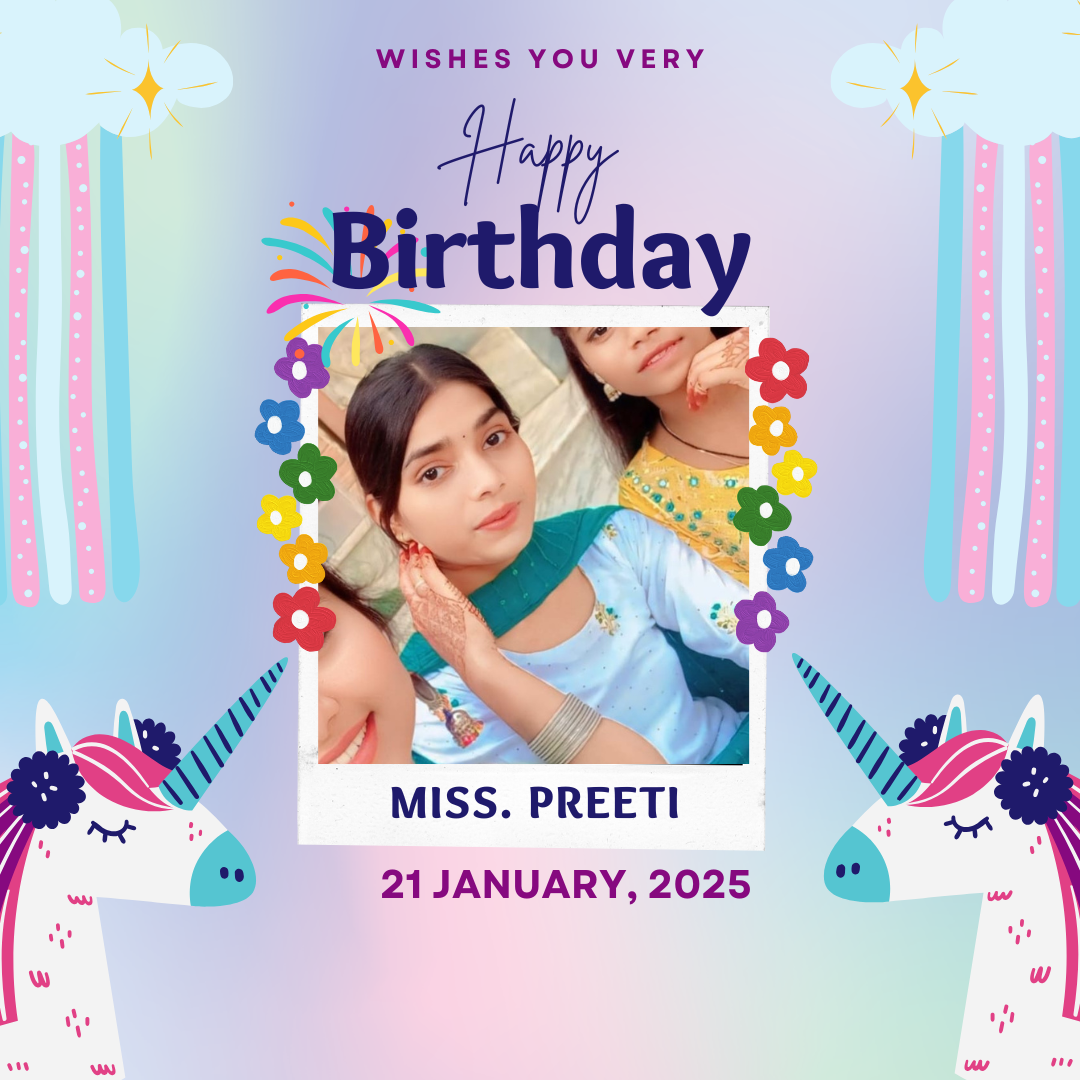 WISHES YOU VERY
Happy
Birthday
MISS. PREETI
21 JANUARY, 2025